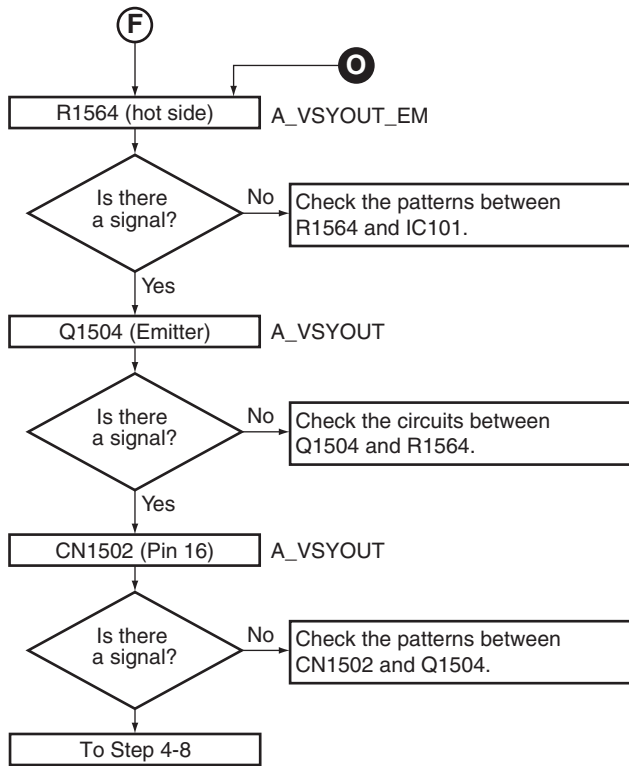 F
O
R1564 (hot side)
A_VSYOUT_EM
Is there
a signal?
No
Check the patterns between
R1564 and IC101.
Yes
Q1504 (Emitter)
A_VSYOUT
Is there
a signal?
No
Check the circuits between
Q1504 and R1564.
Yes
CN1502 (Pin 16)
A_VSYOUT
Is there
a signal?
No
Check the patterns between
CN1502 and Q1504.
To Step 4-8